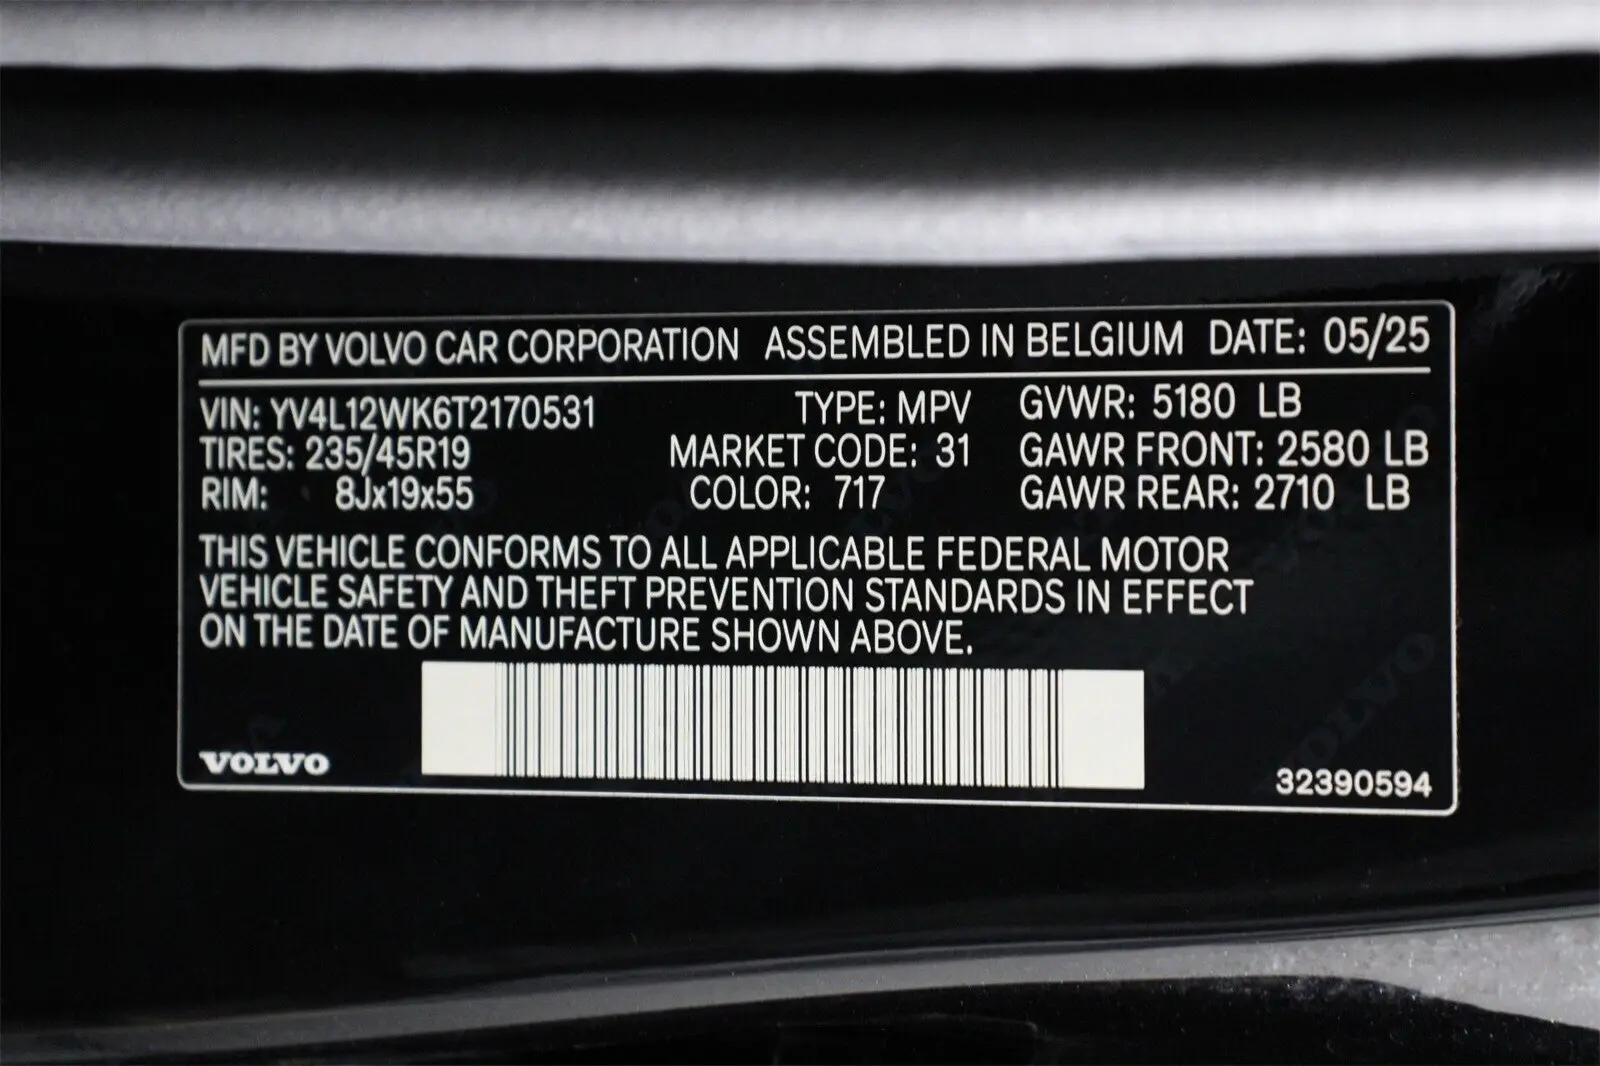 MFD BY VOLVO CAR CORPORATION ASSEMBLED IN BELGIUM DATE: 05/25
VIN: YV4L12WK6T2170531 TYPE: MPV GVWR: 5180 LB
TIRES: 235/45R19 MARKET CODE: 31 GAWR FRONT: 2580 LB
RIM: 8Jx19x55 COLOR: 717 GAWR REAR: 2710 LB
THIS VEHICLE CONFORMS TO ALL APPLICABLE FEDERAL MOTOR
VEHICLE SAFETY AND THEFT PREVENTION STANDARDS IN EFFECT
ON THE DATE OF MANUFACTURE SHOWN ABOVE.
VOLVO
32390594